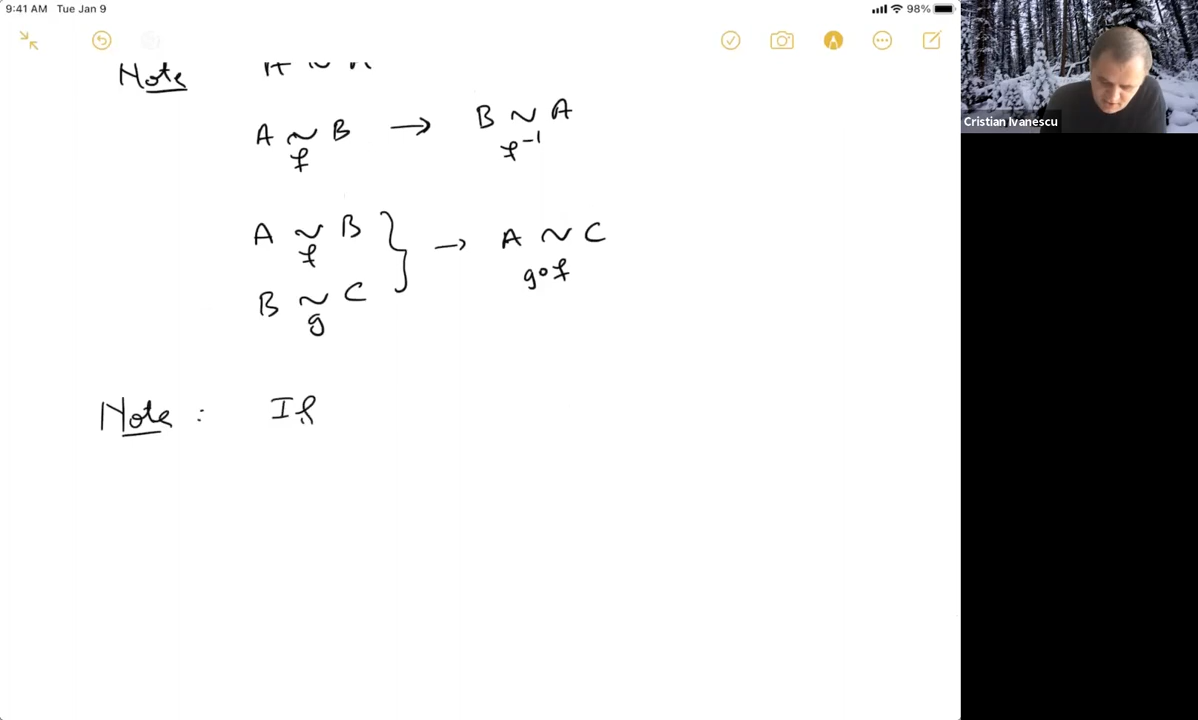 9:41 AM Tue Jan 9
98%
Cristian Ivanescu
Note
A ~ B → B ~ A
f f⁻¹
A ~ B } → A ~ C
f g∘f
B ~ C
g
Note : If